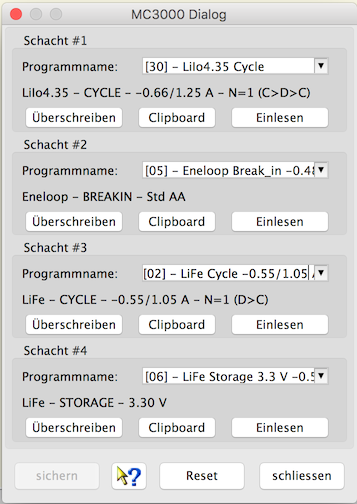 MC3000 Dialog
Schacht #1
Programmname: [30] – LiIo4.35 Cycle
LiIo4.35 – CYCLE – –0.66/1.25 A – N=1 (C>D>C)
Überschreiben Clipboard Einlesen
Schacht #2
Programmname: [05] – Eneloop Break_in –0.48
Eneloop – BREAKIN – Std AA
Überschreiben Clipboard Einlesen
Schacht #3
Programmname: [02] – LiFe Cycle –0.55/1.05
LiFe – CYCLE – –0.55/1.05 A – N=1 (D>C)
Überschreiben Clipboard Einlesen
Schacht #4
Programmname: [06] – LiFe Storage 3.3 V –0.5
LiFe – STORAGE – 3.30 V
Überschreiben Clipboard Einlesen
sichern ? Reset schliessen